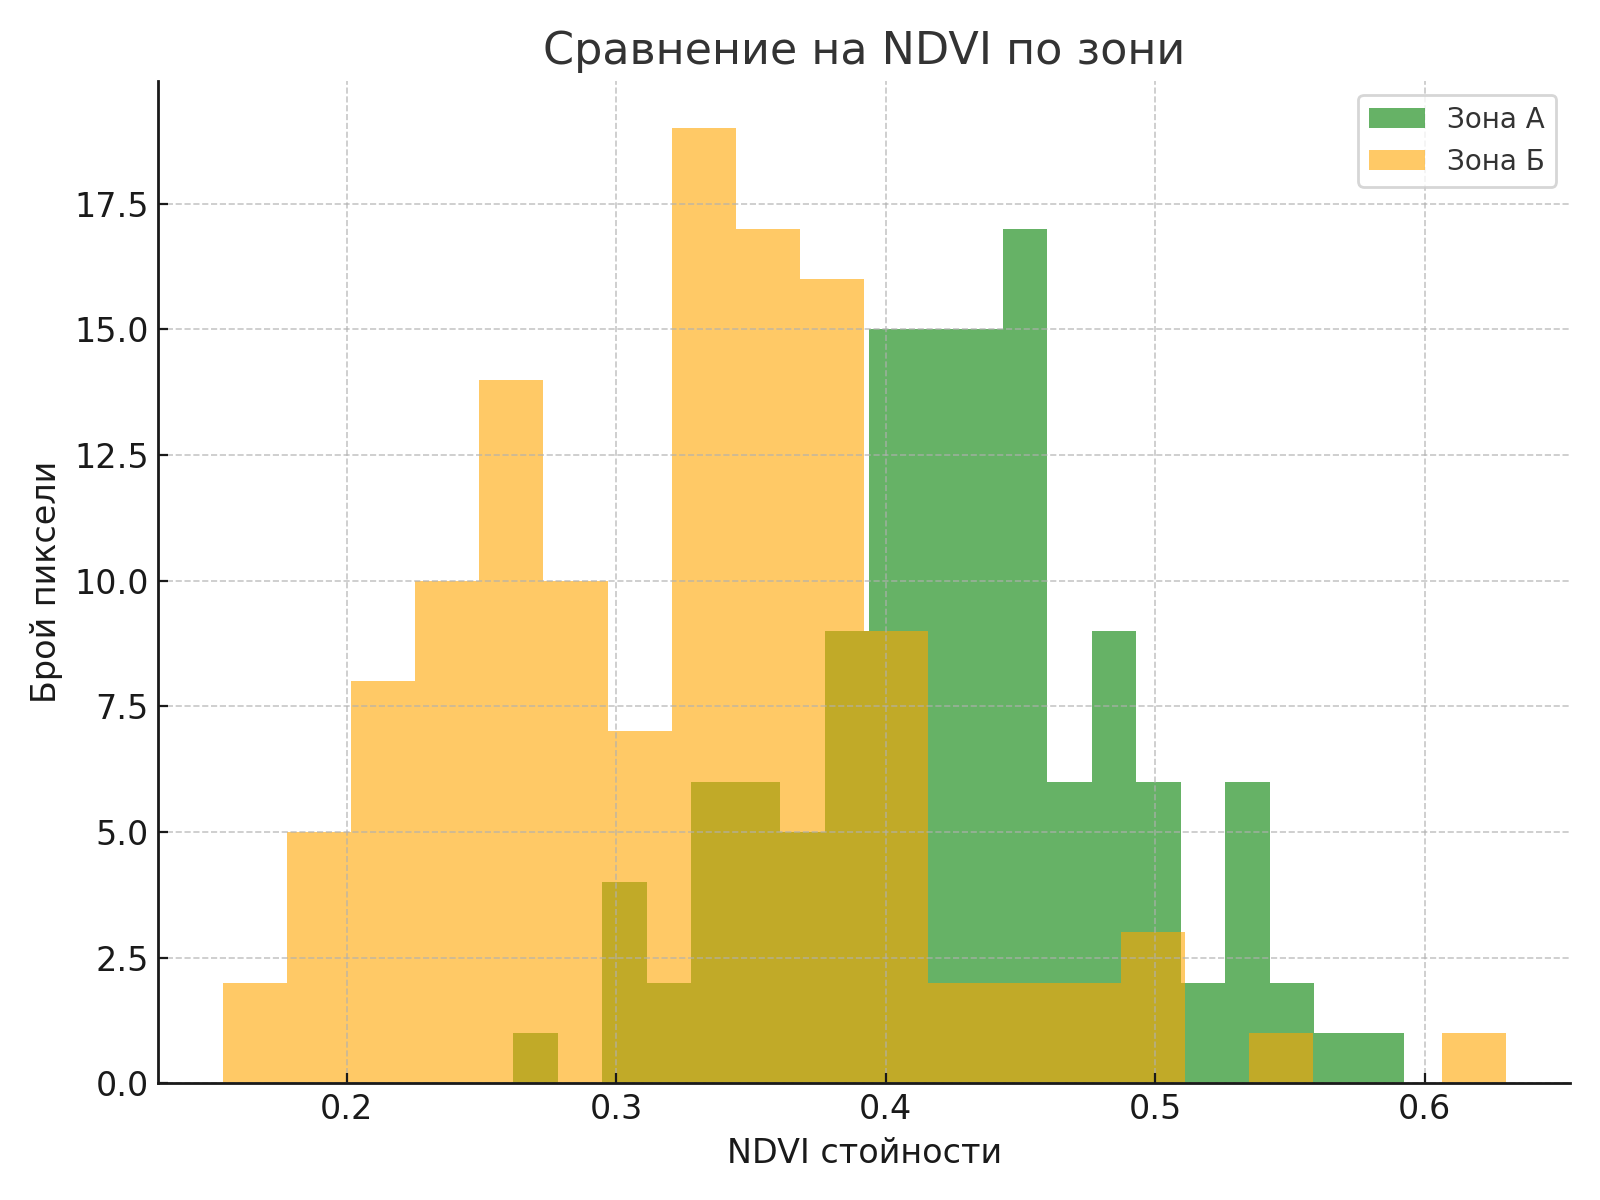 Сравнение на NDVI по зони
Зона А
Зона Б
Брой пиксели
17.5
15.0
12.5
10.0
7.5
5.0
2.5
0.0
0.2 0.3 0.4 0.5 0.6
NDVI стойности